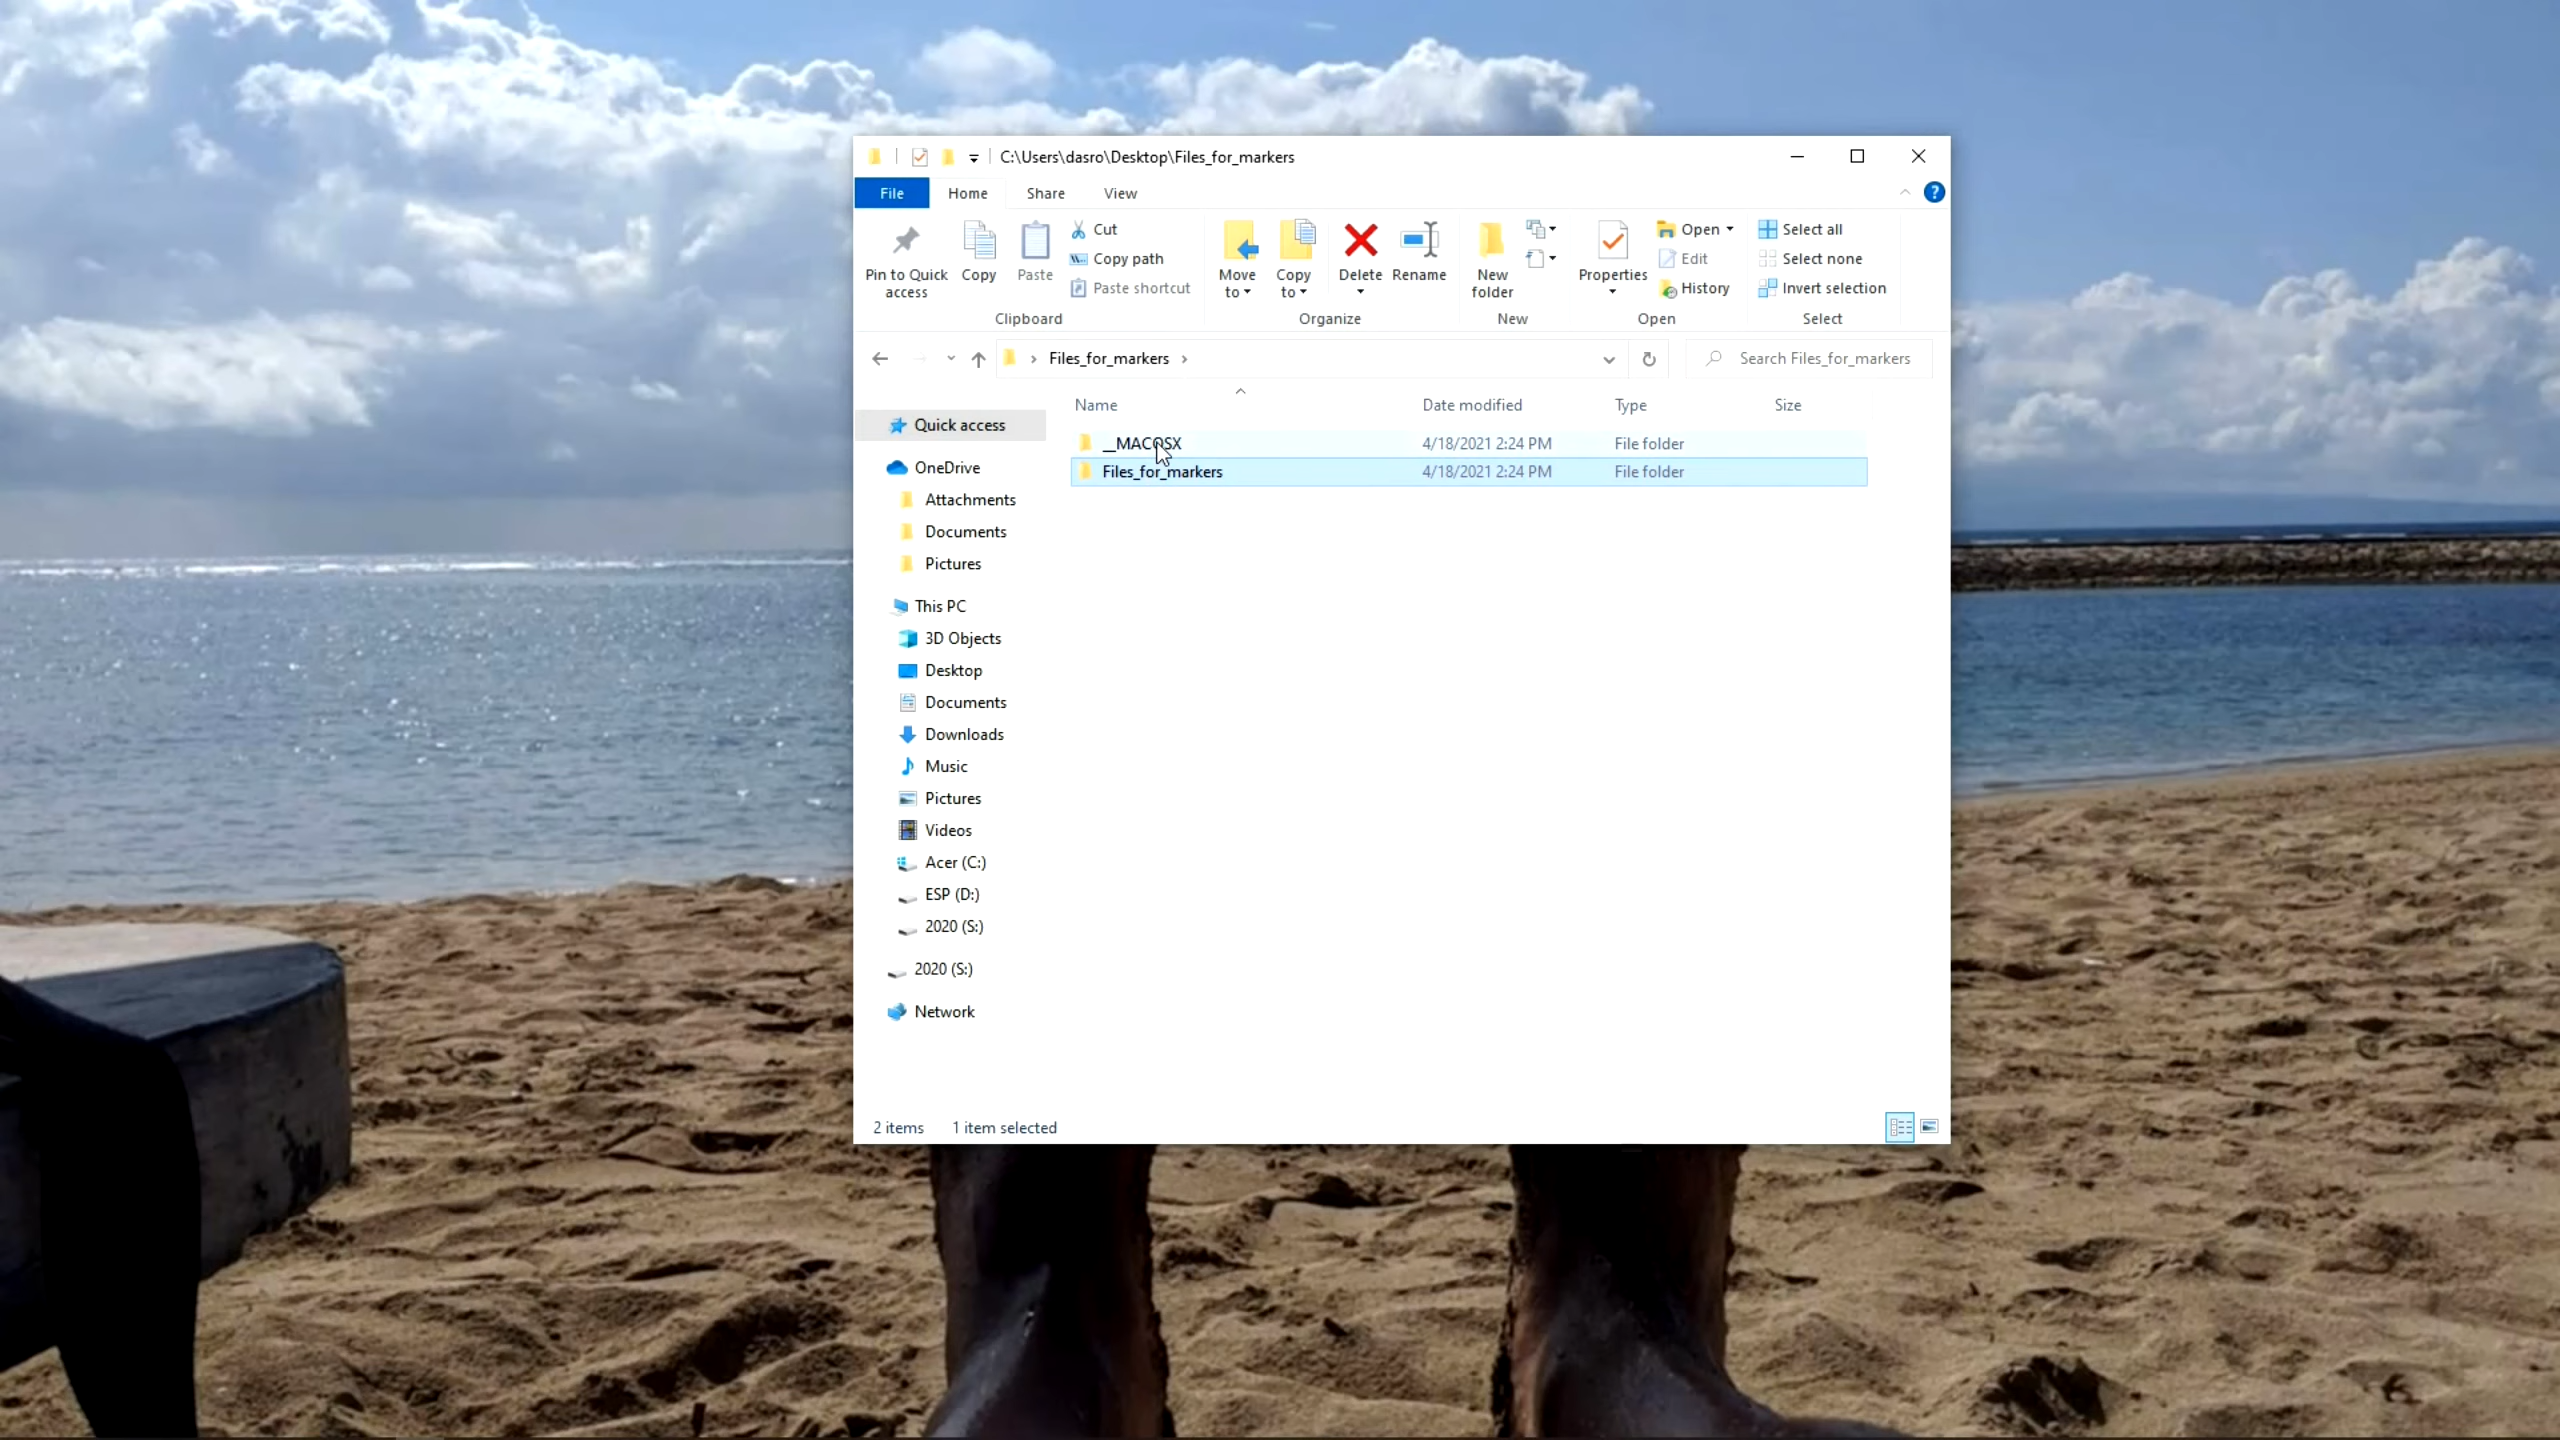 C:\Users\dasro\Desktop\Files_for_markers
File Home Share View
Pin to Quick access
Copy
Paste
Cut
Copy path
Paste shortcut
Clipboard
Move to
Copy to
Delete
Rename
Organize
New folder
New
Properties
Open
Edit
History
Open
Select all
Select none
Invert selection
Select
Files_for_markers
Search Files_for_markers
Name Date modified Type Size
__MACOSX 4/18/2021 2:24 PM File folder
Files_for_markers 4/18/2021 2:24 PM File folder
Quick access
OneDrive
Attachments
Documents
Pictures
This PC
3D Objects
Desktop
Documents
Downloads
Music
Pictures
Videos
Acer (C:)
ESP (D:)
2020 (S:)
2020 (S:)
Network
2 items 1 item selected